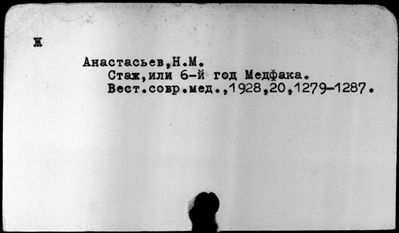 Ж
Анастасьев,Н.М.
Стаж,или 6-й год Медфака.
Вест.совр.мед.,1928,20,1279-1287.